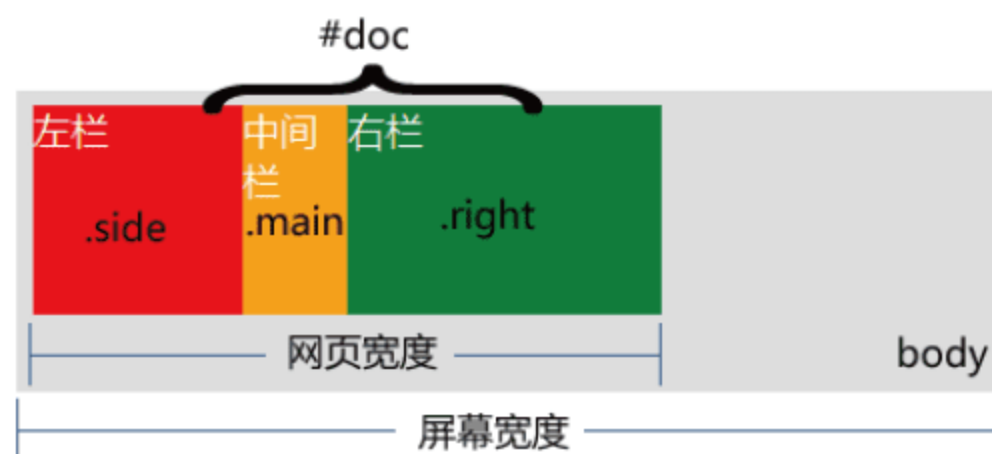 #doc
左栏
中间
栏
右栏
.side
.main
.right
网页宽度
body
屏幕宽度